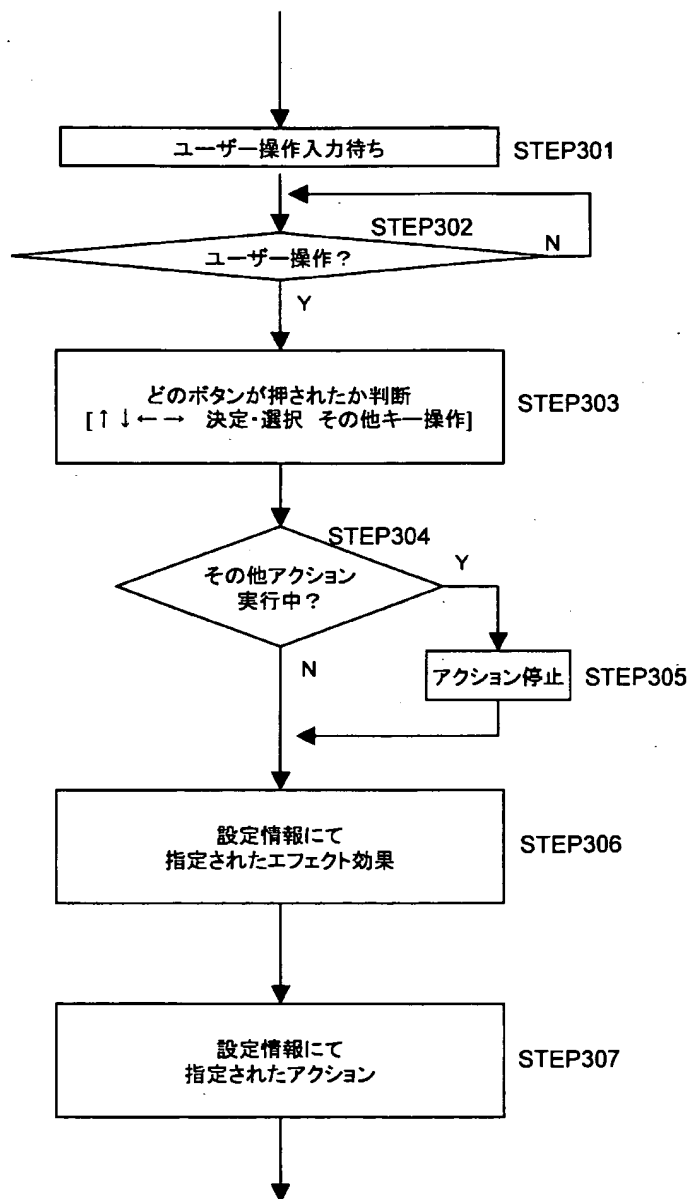 ユーザー操作入力待ち
STEP301
STEP302
ユーザー操作？
N
Y
どのボタンが押されたか判断
[↑↓←→　決定・選択　その他キー操作]
STEP303
STEP304
その他アクション
実行中？
Y
N
アクション停止
STEP305
設定情報にて
指定されたエフェクト効果
STEP306
設定情報にて
指定されたアクション
STEP307